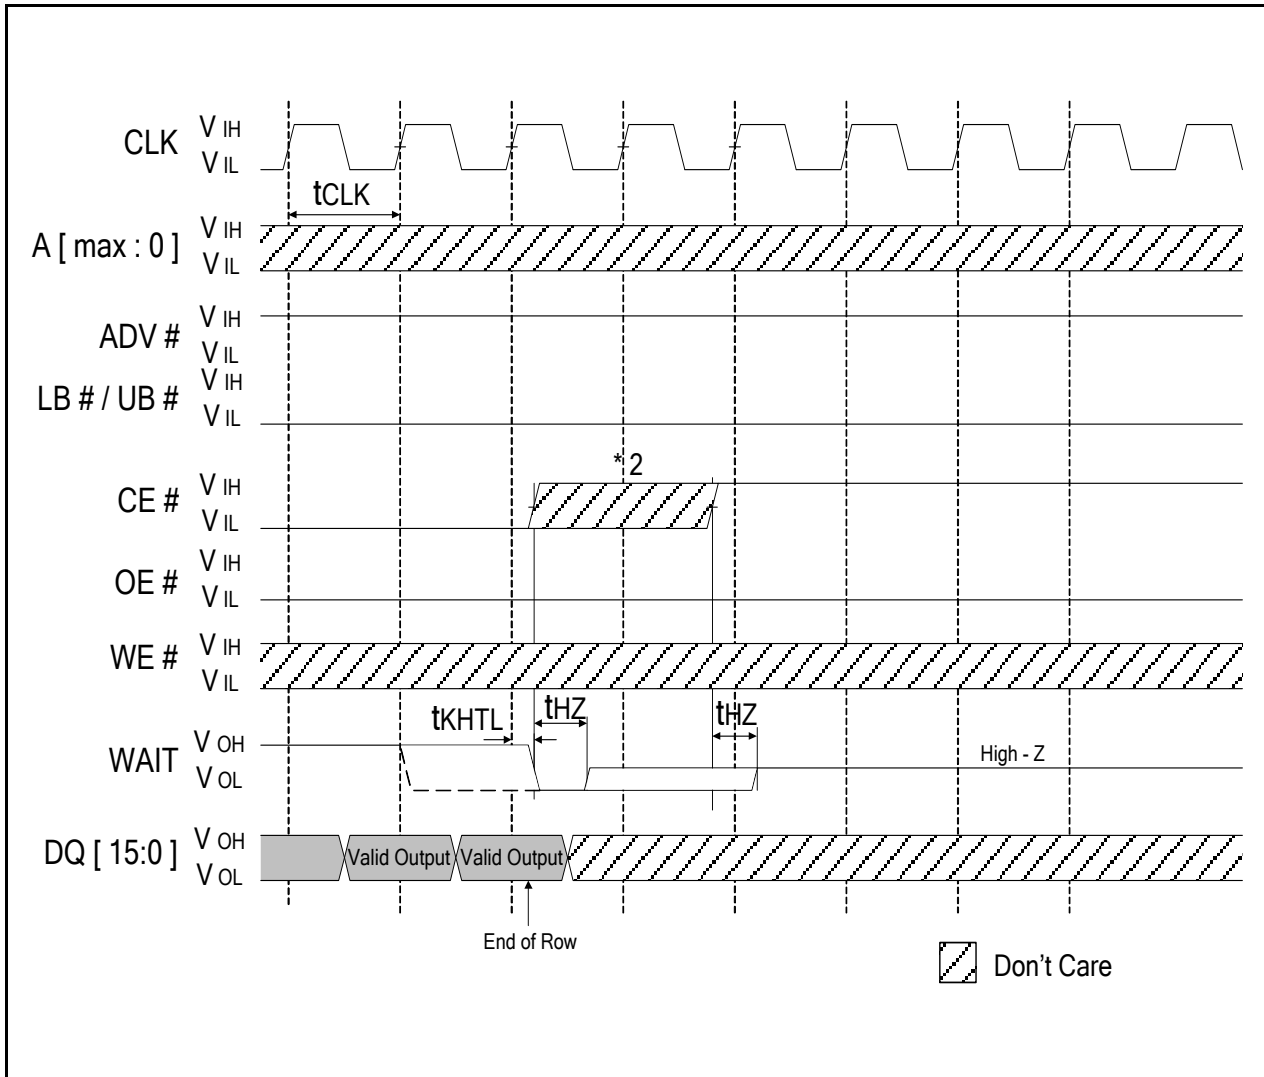 CLK V IH
V IL
tCLK
A [ max : 0 ] V IH
V IL
ADV # V IH
V IL
LB # / UB # V IH
V IL
* 2
CE # V IH
V IL
OE # V IH
V IL
WE # V IH
V IL
tKHTL tHZ tHZ
WAIT V OH
V OL
High - Z
DQ [ 15:0 ] V OH
V OL
Valid Output Valid Output
End of Row
Don't Care